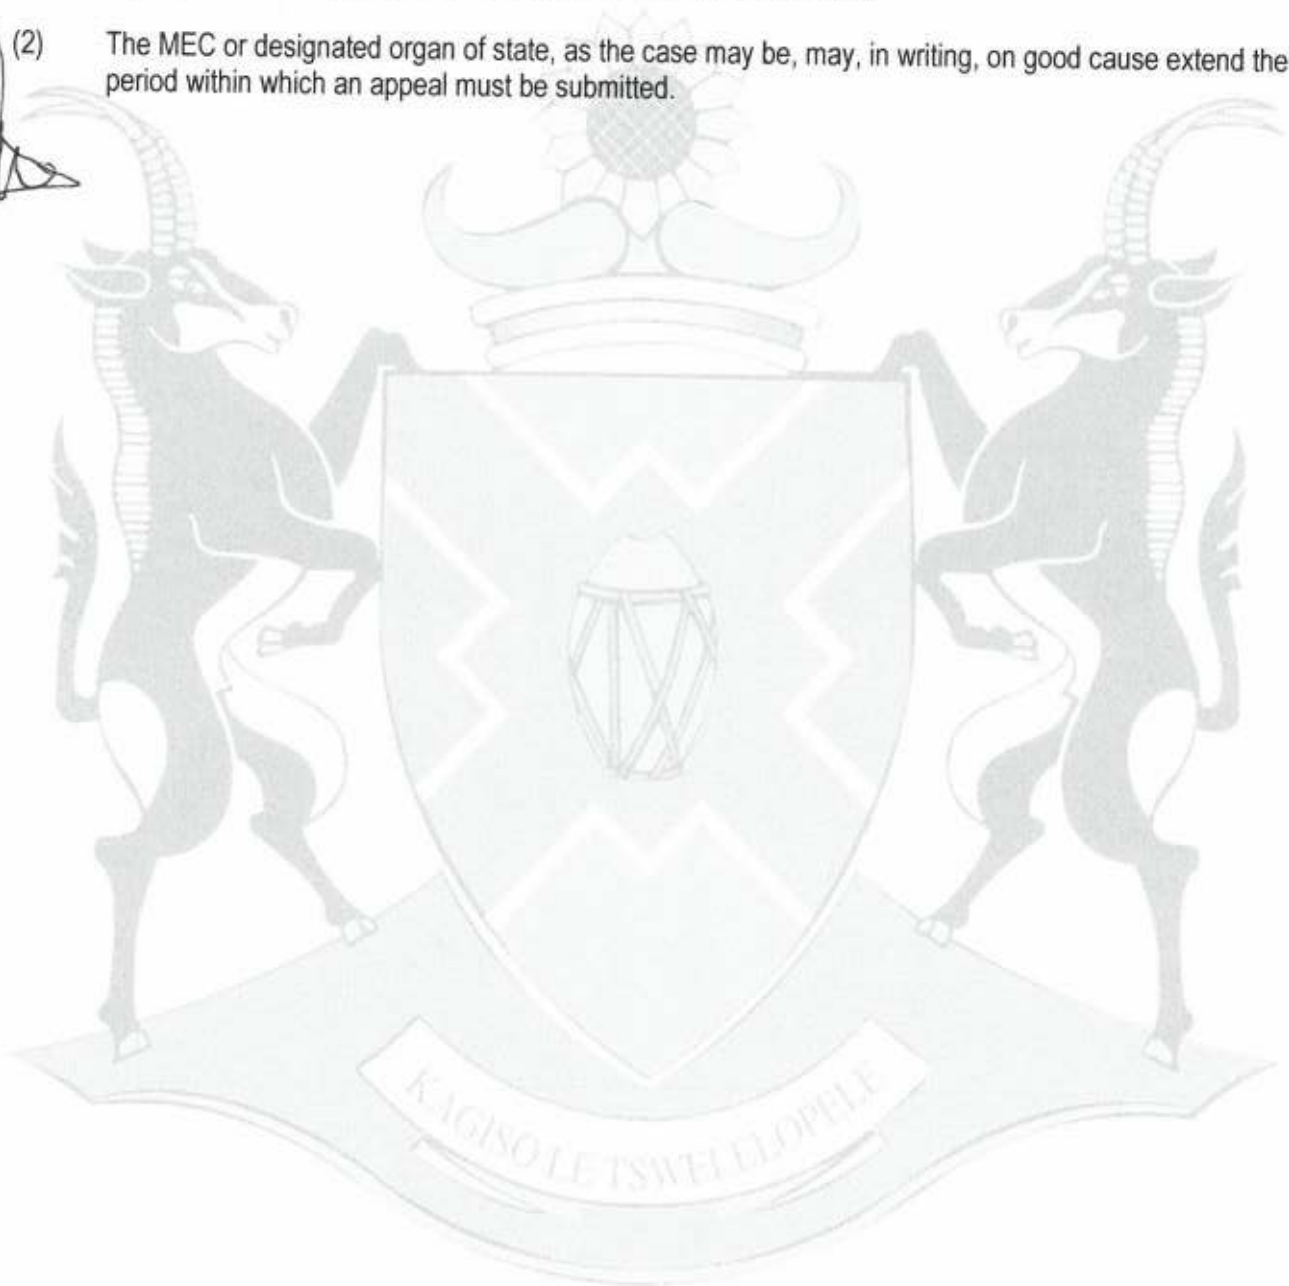 (2) The MEC or designated organ of state, as the case may be, may, in writing, on good cause extend the
period within which an appeal must be submitted.
KAGISO LE TSWELELOPELE